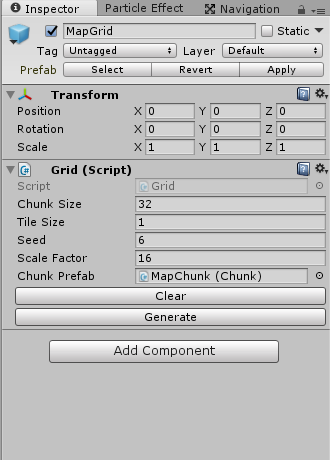 Inspector Particle Effect Navigation
MapGrid Static
Tag Untagged Layer Default
Prefab Select Revert Apply
Transform
Position X 0 Y 0 Z 0
Rotation X 0 Y 0 Z 0
Scale X 1 Y 1 Z 1
Grid (Script)
Script Grid
Chunk Size 32
Tile Size 1
Seed 6
Scale Factor 16
Chunk Prefab MapChunk (Chunk)
Clear
Generate
Add Component